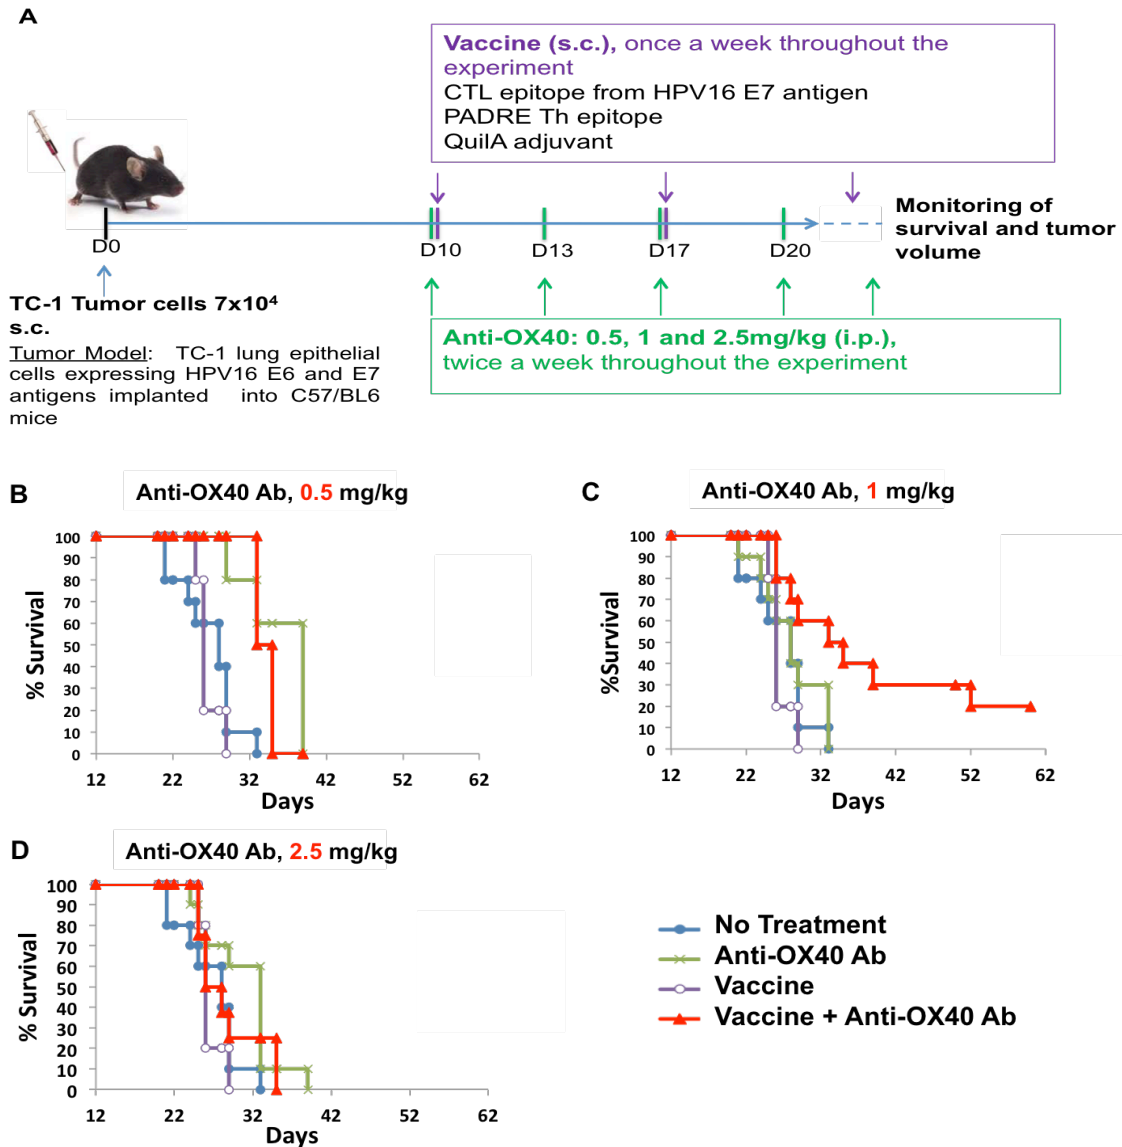 A
Vaccine (s.c.), once a week throughout the
experiment
CTL epitope from HPV16 E7 antigen
PADRE Th epitope
QuilA adjuvant
D0
D10
D13
D17
D20
Monitoring of
survival and tumor
volume
TC-1 Tumor cells 7x10⁴
s.c.
Tumor Model: TC-1 lung epithelial
cells expressing HPV16 E6 and E7
antigens implanted into C57/BL6
mice
Anti-OX40: 0.5, 1 and 2.5mg/kg (i.p.),
twice a week throughout the experiment
B
Anti-OX40 Ab, 0.5 mg/kg
% Survival
100
90
80
70
60
50
40
30
20
10
0
12 22 32 42 52 62
Days
C
Anti-OX40 Ab, 1 mg/kg
%Survival
100
90
80
70
60
50
40
30
20
10
0
12 22 32 42 52 62
Days
D
Anti-OX40 Ab, 2.5 mg/kg
% Survival
100
90
80
70
60
50
40
30
20
10
0
12 22 32 42 52 62
Days
No Treatment
Anti-OX40 Ab
Vaccine
Vaccine + Anti-OX40 Ab